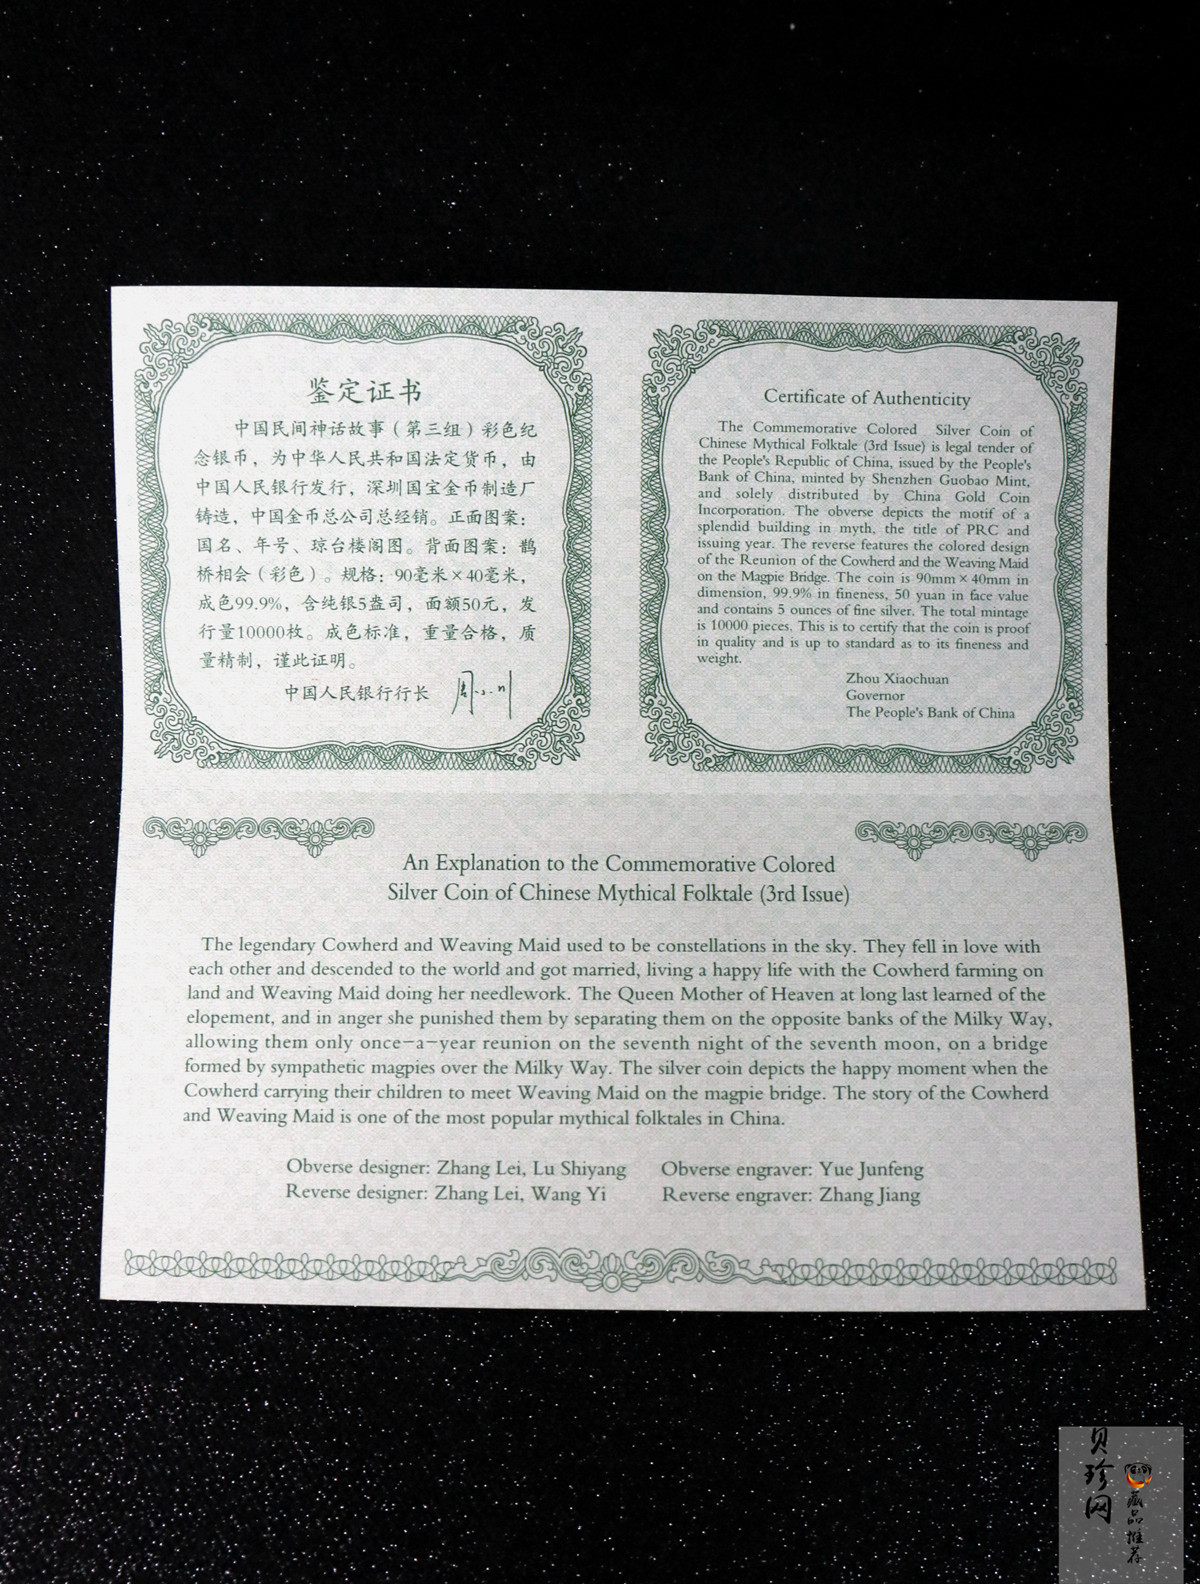 鉴定证书
中国民间神话故事（第三组）彩色纪
念银币，为中华人民共和国法定货币，由
中国人民银行发行，深圳国宝金币制造厂
铸造，中国金币总公司总经销。正面图案：
国名、年号、琼台楼阁图。背面图案：鹊
桥相会（彩色）。规格：90毫米×40毫米，
成色99.9%，含纯银5盎司，面额50元，发
行量10000枚。成色标准，重量合格，质
量精制，谨此证明。
中国人民银行行长 周小川
Certificate of Authenticity
The Commemorative Colored Silver Coin of
Chinese Mythical Folktale (3rd Issue) is legal tender of
the People's Republic of China, issued by the People's
Bank of China, minted by Shenzhen Guobao Mint,
and solely distributed by China Gold Coin
Incorporation. The obverse depicts the motif of a
splendid building in myth, the title of PRC and
issuing year. The reverse features the colored design
of the Reunion of the Cowherd and the Weaving Maid
on the Magpie Bridge. The coin is 90mm×40mm in
dimension, 99.9% in fineness, 50 yuan in face value
and contains 5 ounces of fine silver. The total mintage
is 10000 pieces. This is to certify that the coin is proof
in quality and is up to standard as to its fineness and
weight.
Zhou Xiaochuan
Governor
The People's Bank of China
An Explanation to the Commemorative Colored
Silver Coin of Chinese Mythical Folktale (3rd Issue)
The legendary Cowherd and Weaving Maid used to be constellations in the sky. They fell in love with
each other and descended to the world and got married, living a happy life with the Cowherd farming on
land and Weaving Maid doing her needlework. The Queen Mother of Heaven at long last learned of the
elopement, and in anger she punished them by separating them on the opposite banks of the Milky Way,
allowing them only once-a-year reunion on the seventh night of the seventh moon, on a bridge
formed by sympathetic magpies over the Milky Way. The silver coin depicts the happy moment when the
Cowherd carrying their children to meet Weaving Maid on the magpie bridge. The story of the Cowherd
and Weaving Maid is one of the most popular mythical folktales in China.
Obverse designer: Zhang Lei, Lu Shiyang Obverse engraver: Yue Junfeng
Reverse designer: Zhang Lei, Wang Yi Reverse engraver: Zhang Jiang
贝珍网
藏品推荐